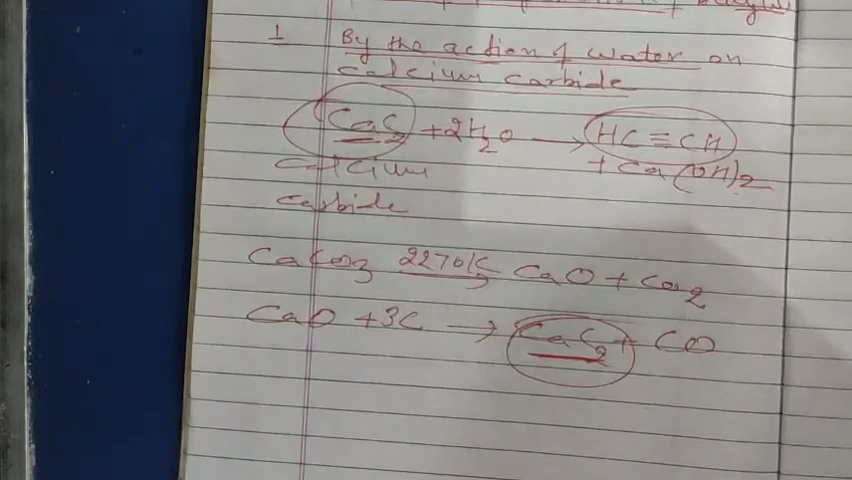 1 By the action of water on
calcium carbide
CaC2 + 2H2O → HC ≡ CH
+ Ca(OH)2
Calcium
carbide
CaCO3 2270K → CaO + CO2
CaO + 3C → CaC2 + CO